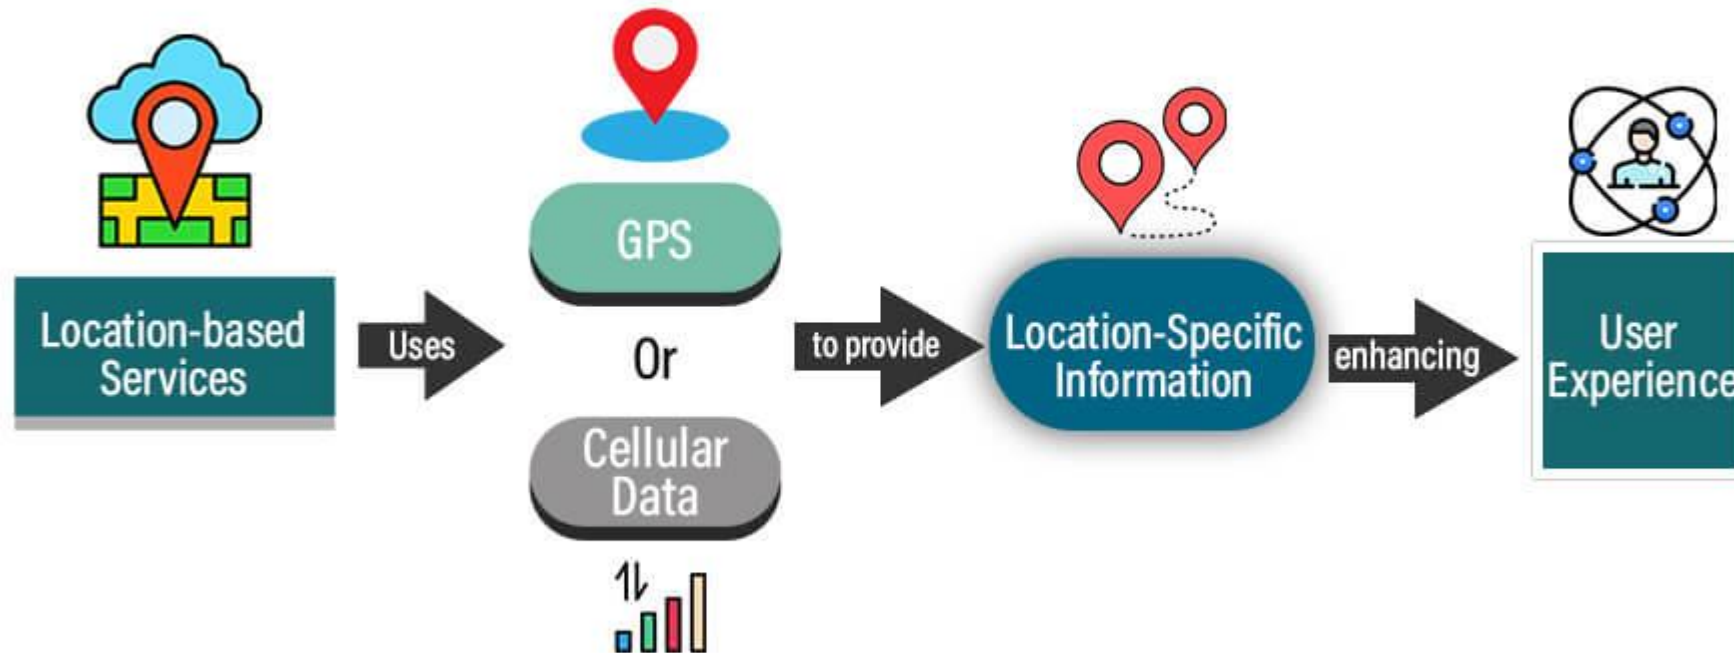 Location-based
Services
Uses
GPS
Or
Cellular
Data
to provide
Location-Specific
Information
enhancing
User
Experience